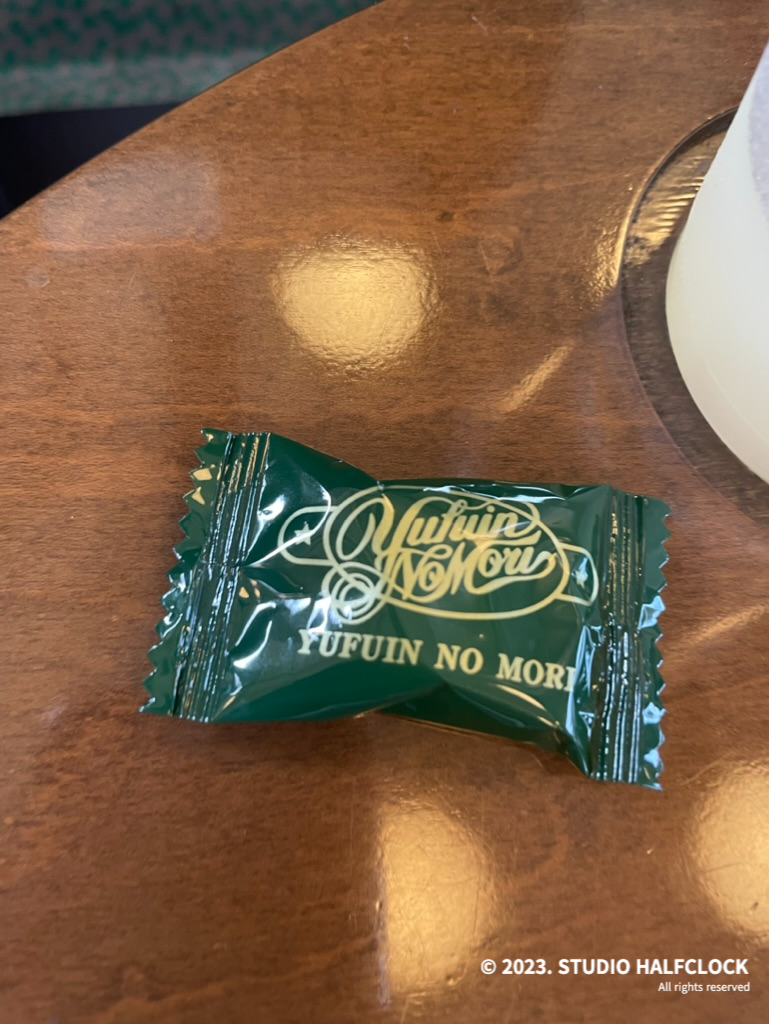 Yufuin
NoMori
YUFUIN NO MORI
© 2023. STUDIO HALFCLOCK
All rights reserved